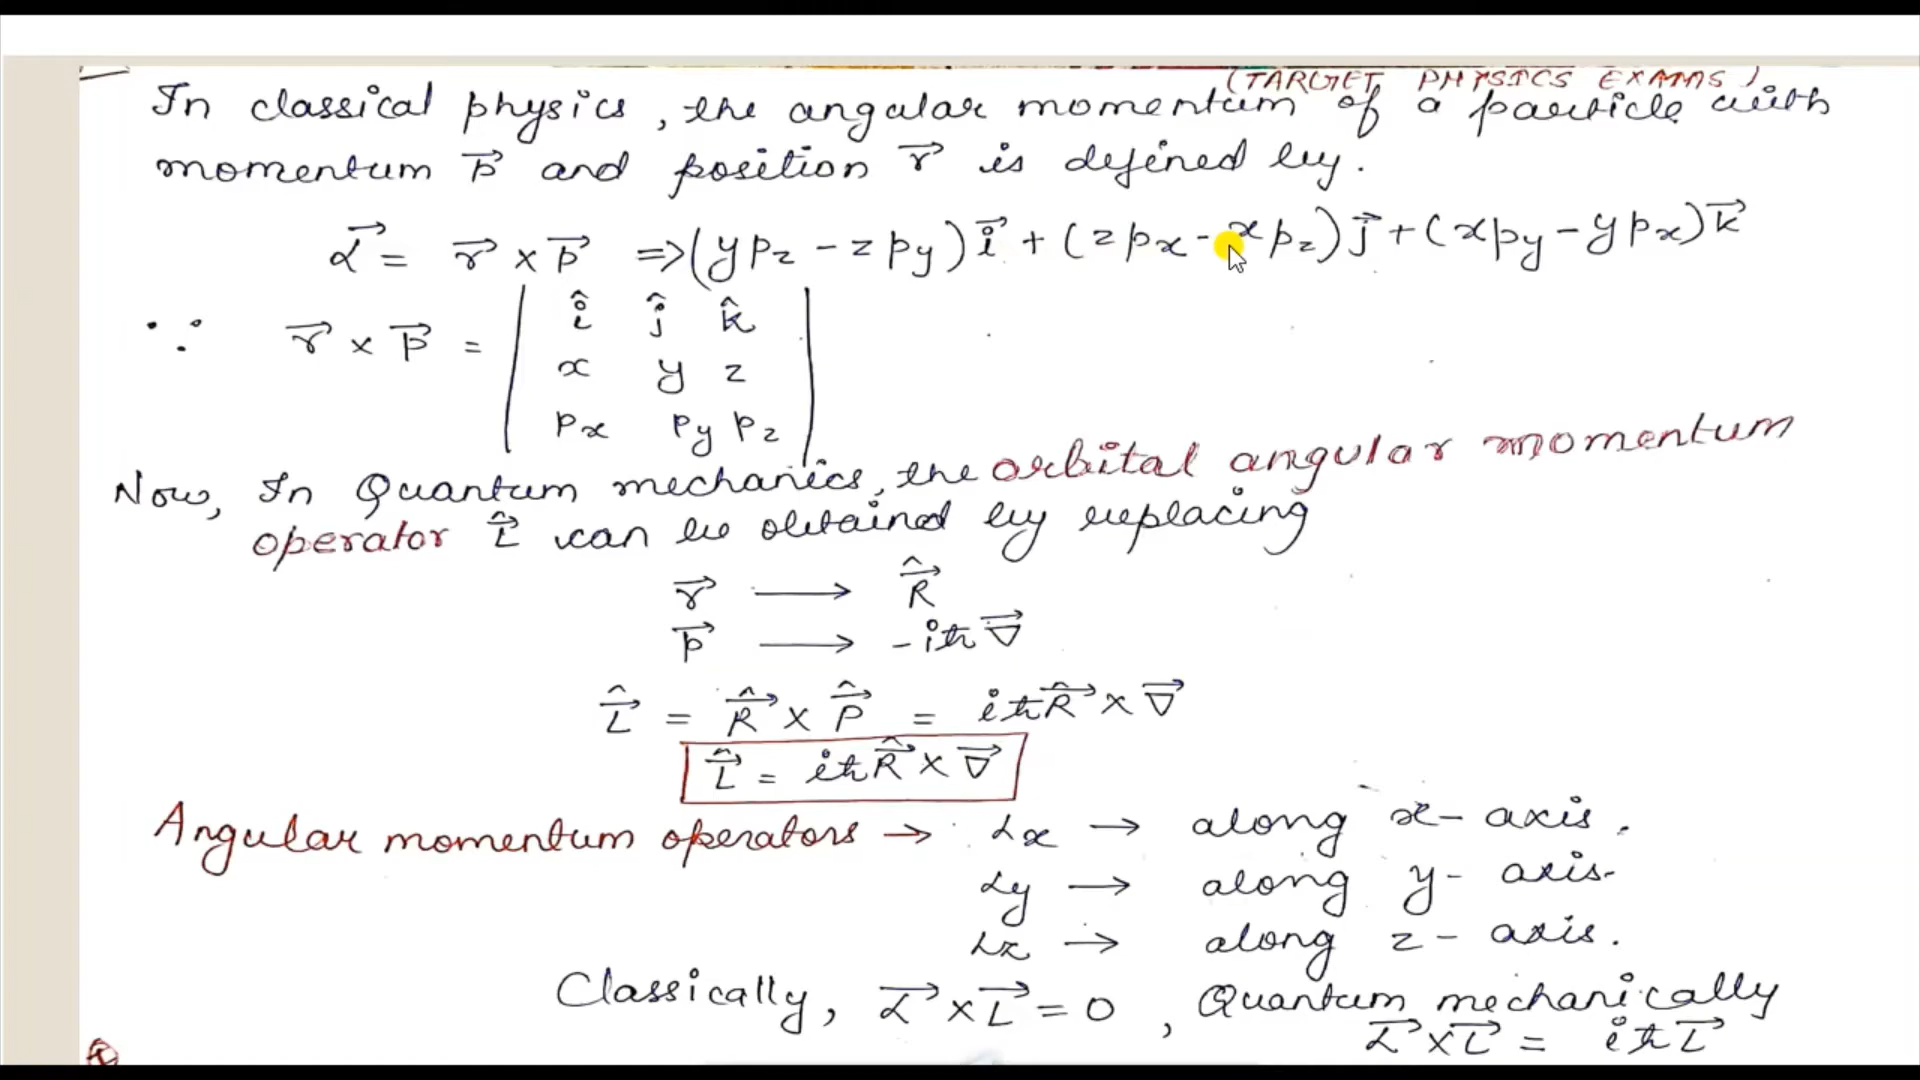 (TARGET PHYSICS EXAMS)
In classical physics, the angular momentum of a particle with
momentum p⃗ and position r⃗ is defined by.
L⃗ = r⃗ × p⃗ ⇒ (ypz - zpy) i⃗ + (zpx - xpz) j⃗ + (xpy - ypx) k⃗
∵ r⃗ × p⃗ = | î ĵ k̂
x y z
px py pz |
Now, In Quantum mechanics, the orbital angular momentum
operator L̂⃗ can be obtained by replacing
r⃗ → R̂⃗
p⃗ → -iħ∇⃗
L̂⃗ = R̂⃗ × P̂⃗ = iħR̂⃗ × ∇⃗
L̂⃗ = iħR̂⃗ × ∇⃗
Angular momentum operators → Lx → along x- axis.
Ly → along y- axis.
Lz → along z- axis.
Classically, L⃗ × L⃗ = 0 , Quantum mechanically
L⃗ × L⃗ = iħL⃗